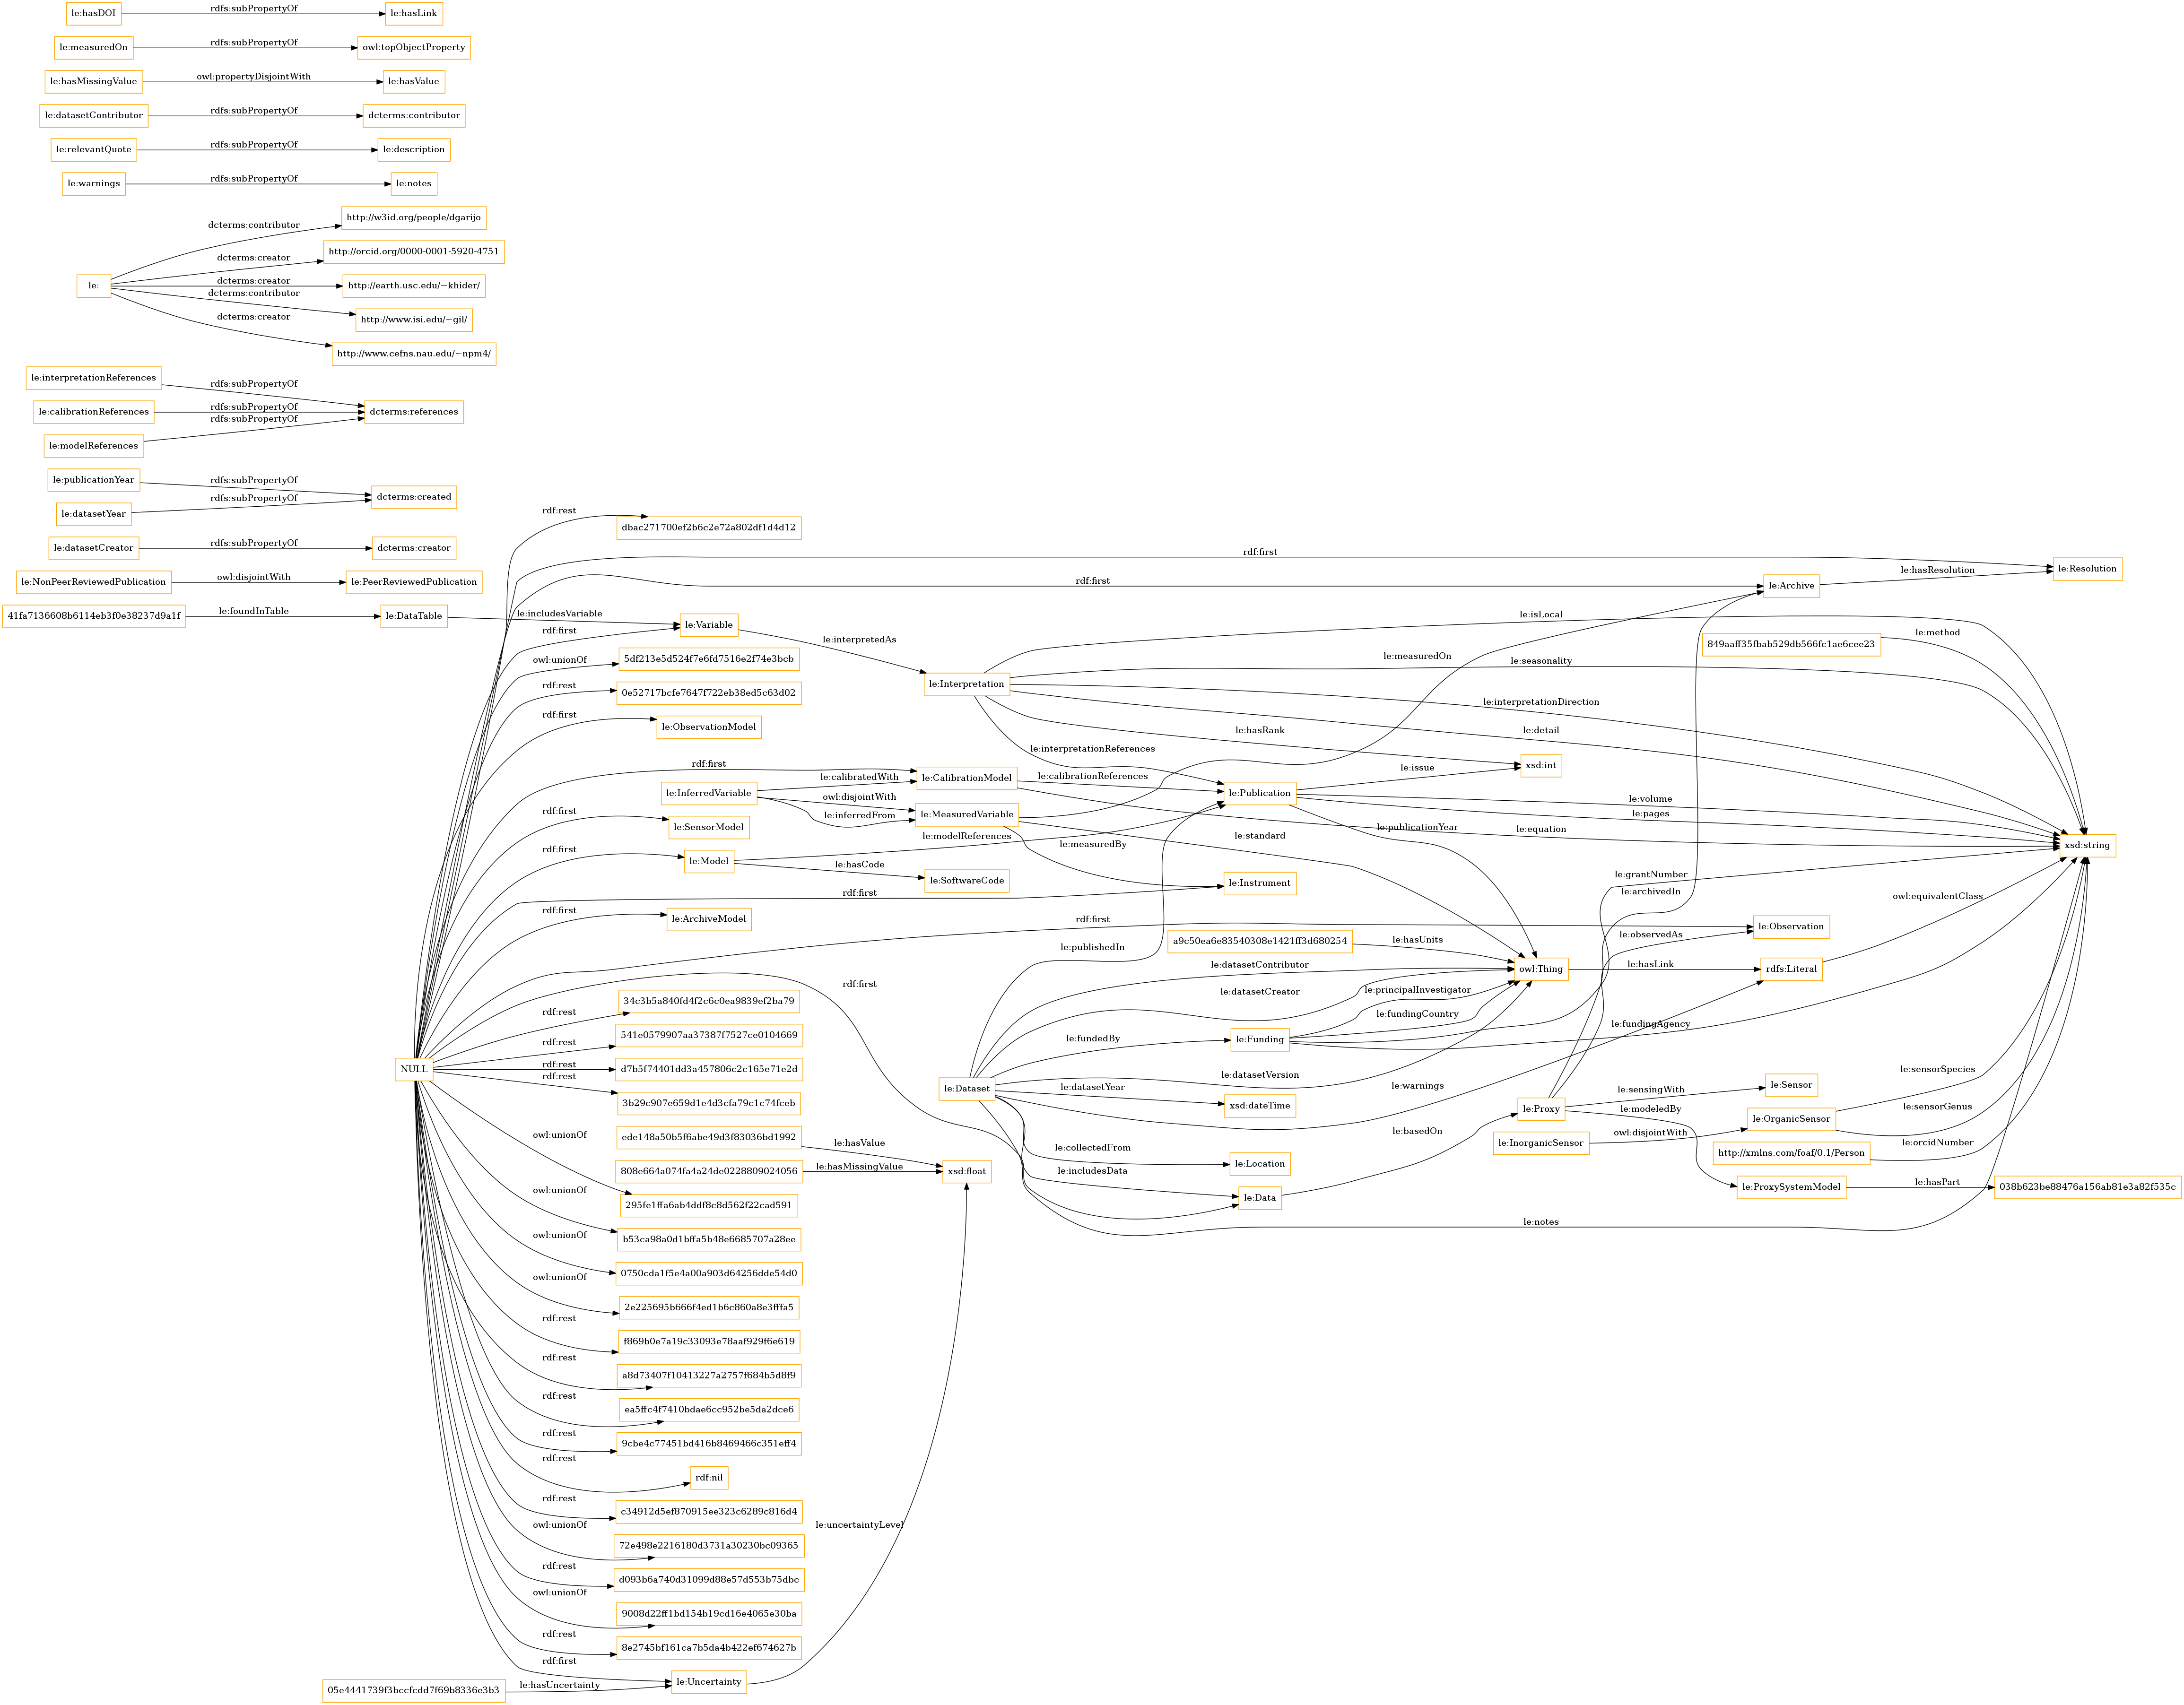 le:hasDOI
rdfs:subPropertyOf
le:hasLink
le:measuredOn
rdfs:subPropertyOf
owl:topObjectProperty
le:hasMissingValue
owl:propertyDisjointWith
le:hasValue
le:datasetContributor
rdfs:subPropertyOf
dcterms:contributor
le:relevantQuote
rdfs:subPropertyOf
le:description
le:warnings
rdfs:subPropertyOf
le:notes
le:
dcterms:contributor
http://w3id.org/people/dgarijo
dcterms:creator
http://orcid.org/0000-0001-5920-4751
dcterms:creator
http://earth.usc.edu/~khider/
dcterms:contributor
http://www.isi.edu/~gil/
dcterms:creator
http://www.cefns.nau.edu/~npm4/
le:interpretationReferences
rdfs:subPropertyOf
le:calibrationReferences
rdfs:subPropertyOf
dcterms:references
le:modelReferences
rdfs:subPropertyOf
le:publicationYear
rdfs:subPropertyOf
dcterms:created
le:datasetYear
rdfs:subPropertyOf
le:datasetCreator
rdfs:subPropertyOf
dcterms:creator
le:NonPeerReviewedPublication
owl:disjointWith
le:PeerReviewedPublication
41fa7136608b6114eb3f0e38237d9a1f
le:foundInTable
le:DataTable
le:includesVariable
le:Variable
le:interpretedAs
le:Interpretation
NULL
rdf:rest
dbac271700ef2b6c2e72a802df1d4d12
rdf:first
le:Resolution
rdf:first
le:Archive
le:hasResolution
rdf:first
owl:unionOf
5df213e5d524f7e6fd7516e2f74e3bcb
rdf:rest
0e52717bcfe7647f722eb38ed5c63d02
rdf:first
le:ObservationModel
rdf:first
le:CalibrationModel
le:InferredVariable
le:calibratedWith
owl:disjointWith
le:inferredFrom
le:MeasuredVariable
rdf:first
le:SensorModel
rdf:first
le:Model
le:modelReferences
le:hasCode
le:SoftwareCode
rdf:first
le:Instrument
rdf:first
le:ArchiveModel
rdf:first
le:Observation
rdf:first
le:isLocal
le:measuredOn
le:seasonality
le:interpretationDirection
le:detail
le:hasRank
xsd:int
le:interpretationReferences
le:calibrationReferences
le:Publication
le:issue
le:volume
le:pages
le:publicationYear
le:equation
le:standard
le:measuredBy
849aaff35fbab529db566fc1ae6cee23
le:method
xsd:string
le:grantNumber
le:archivedIn
le:observedAs
owl:equivalentClass
a9c50ea6e83540308e1421ff3d680254
le:hasUnits
owl:Thing
le:hasLink
rdfs:Literal
le:publishedIn
le:datasetContributor
le:datasetCreator
le:principalInvestigator
le:fundingCountry
le:fundedBy
le:Funding
le:fundingAgency
le:Dataset
le:datasetVersion
le:datasetYear
xsd:dateTime
le:warnings
le:collectedFrom
le:Location
le:includesData
le:Data
le:basedOn
le:notes
le:Proxy
le:sensingWith
le:Sensor
le:modeledBy
le:ProxySystemModel
le:hasPart
038b623be88476a156ab81e3a82f535c
le:InorganicSensor
owl:disjointWith
le:OrganicSensor
le:sensorSpecies
le:sensorGenus
http://xmlns.com/foaf/0.1/Person
le:orcidNumber
rdf:rest
34c3b5a840fd4f2c6c0ea9839ef2ba79
rdf:rest
541e0579907aa37387f7527ce0104669
rdf:rest
d7b5f74401dd3a457806c2c165e71e2d
rdf:rest
3b29c907e659d1e4d3cfa79c1c74fceb
ede148a50b5f6abe49d3f83036bd1992
le:hasValue
808e664a074fa4a24de0228809024056
le:hasMissingValue
xsd:float
owl:unionOf
295fe1ffa6ab4ddf8c8d562f22cad591
owl:unionOf
b53ca98a0d1bffa5b48e6685707a28ee
owl:unionOf
0750cda1f5e4a00a903d64256dde54d0
owl:unionOf
2e225695b666f4ed1b6c860a8e3fffa5
rdf:rest
f869b0e7a19c33093e78aaf929f6e619
rdf:rest
a8d73407f10413227a2757f684b5d8f9
rdf:rest
ea5ffc4f7410bdae6cc952be5da2dce6
rdf:rest
9cbe4c77451bd416b8469466c351eff4
rdf:rest
rdf:nil
rdf:rest
c34912d5ef870915ee323c6289c816d4
owl:unionOf
72e498e2216180d3731a30230bc09365
rdf:rest
d093b6a740d31099d88e57d553b75dbc
owl:unionOf
9008d22ff1bd154b19cd16e4065e30ba
rdf:rest
8e2745bf161ca7b5da4b422ef674627b
rdf:first
le:Uncertainty
le:uncertaintyLevel
05e4441739f3bccfcdd7f69b8336e3b3
le:hasUncertainty